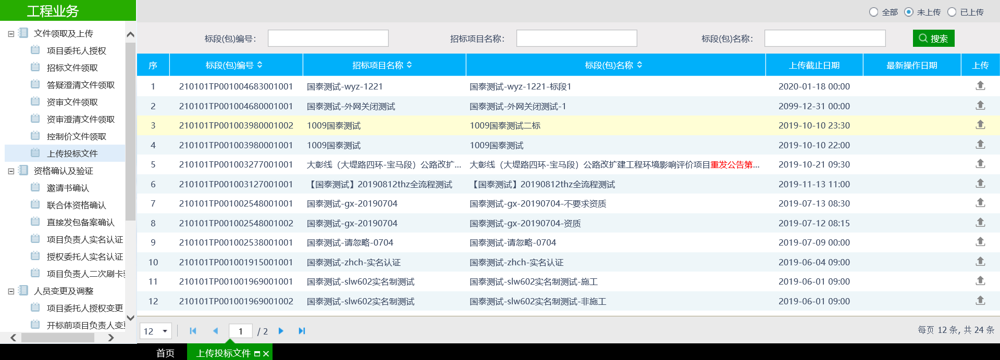 工程业务
文件领取及上传
项目委托人授权
招标文件领取
答疑澄清文件领取
资审文件领取
资审澄清文件领取
控制价文件领取
上传投标文件
资格确认及验证
邀请书确认
联合体资格确认
直接发包备案确认
项目负责人实名认证
授权委托人实名认证
项目负责人二次刷卡
人员变更及调整
项目委托人授权变更
开标前项目负责人变
全部 未上传 已上传
标段(包)编号： 招标项目名称： 标段(包)名称： 搜索
序 标段(包)编号 招标项目名称 标段(包)名称 上传截止日期 最新操作日期 上传
1 210101TP001004683001001 国泰测试-wyz-1221 国泰测试-wyz-1221-标段1 2020-01-18 00:00
2 210101TP001004680001001 国泰测试-外网关闭测试 国泰测试-外网关闭测试-1 2099-12-31 00:00
3 210101TP001003980001002 1009国泰测试 1009国泰测试二标 2019-10-10 23:30
4 210101TP001003980001001 1009国泰测试 1009国泰测试 2019-10-10 22:00
5 210101TP001003277001001 大彰线（大堤路四环-宝马段）公路改扩... 大彰线（大堤路四环-宝马段）公路改扩建工程环境影响评价项目重发公告第... 2019-10-21 09:30
6 210101TP001003127001001 【国泰测试】20190812thz全流程测试 【国泰测试】20190812thz全流程测试 2019-11-13 11:00
7 210101TP001002548001001 国泰测试-gx-20190704 国泰测试-gx-20190704-不要求资质 2019-07-13 08:30
8 210101TP001002548001002 国泰测试-gx-20190704 国泰测试-gx-20190704-资质 2019-07-12 08:15
9 210101TP001002538001001 国泰测试-请忽略-0704 国泰测试-请忽略-0704 2019-07-09 00:00
10 210101TP001001915001001 国泰测试-zhch-实名认证 国泰测试-zhch-实名认证 2019-06-04 09:00
11 210101TP001001969001001 国泰测试-slw602实名制测试 国泰测试-slw602实名制测试-施工 2019-06-01 09:00
12 210101TP001001969001002 国泰测试-slw602实名制测试 国泰测试-slw602实名制测试-非施工 2019-06-01 09:00
12 1 / 2 每页 12 条, 共 24 条
首页 上传投标文件